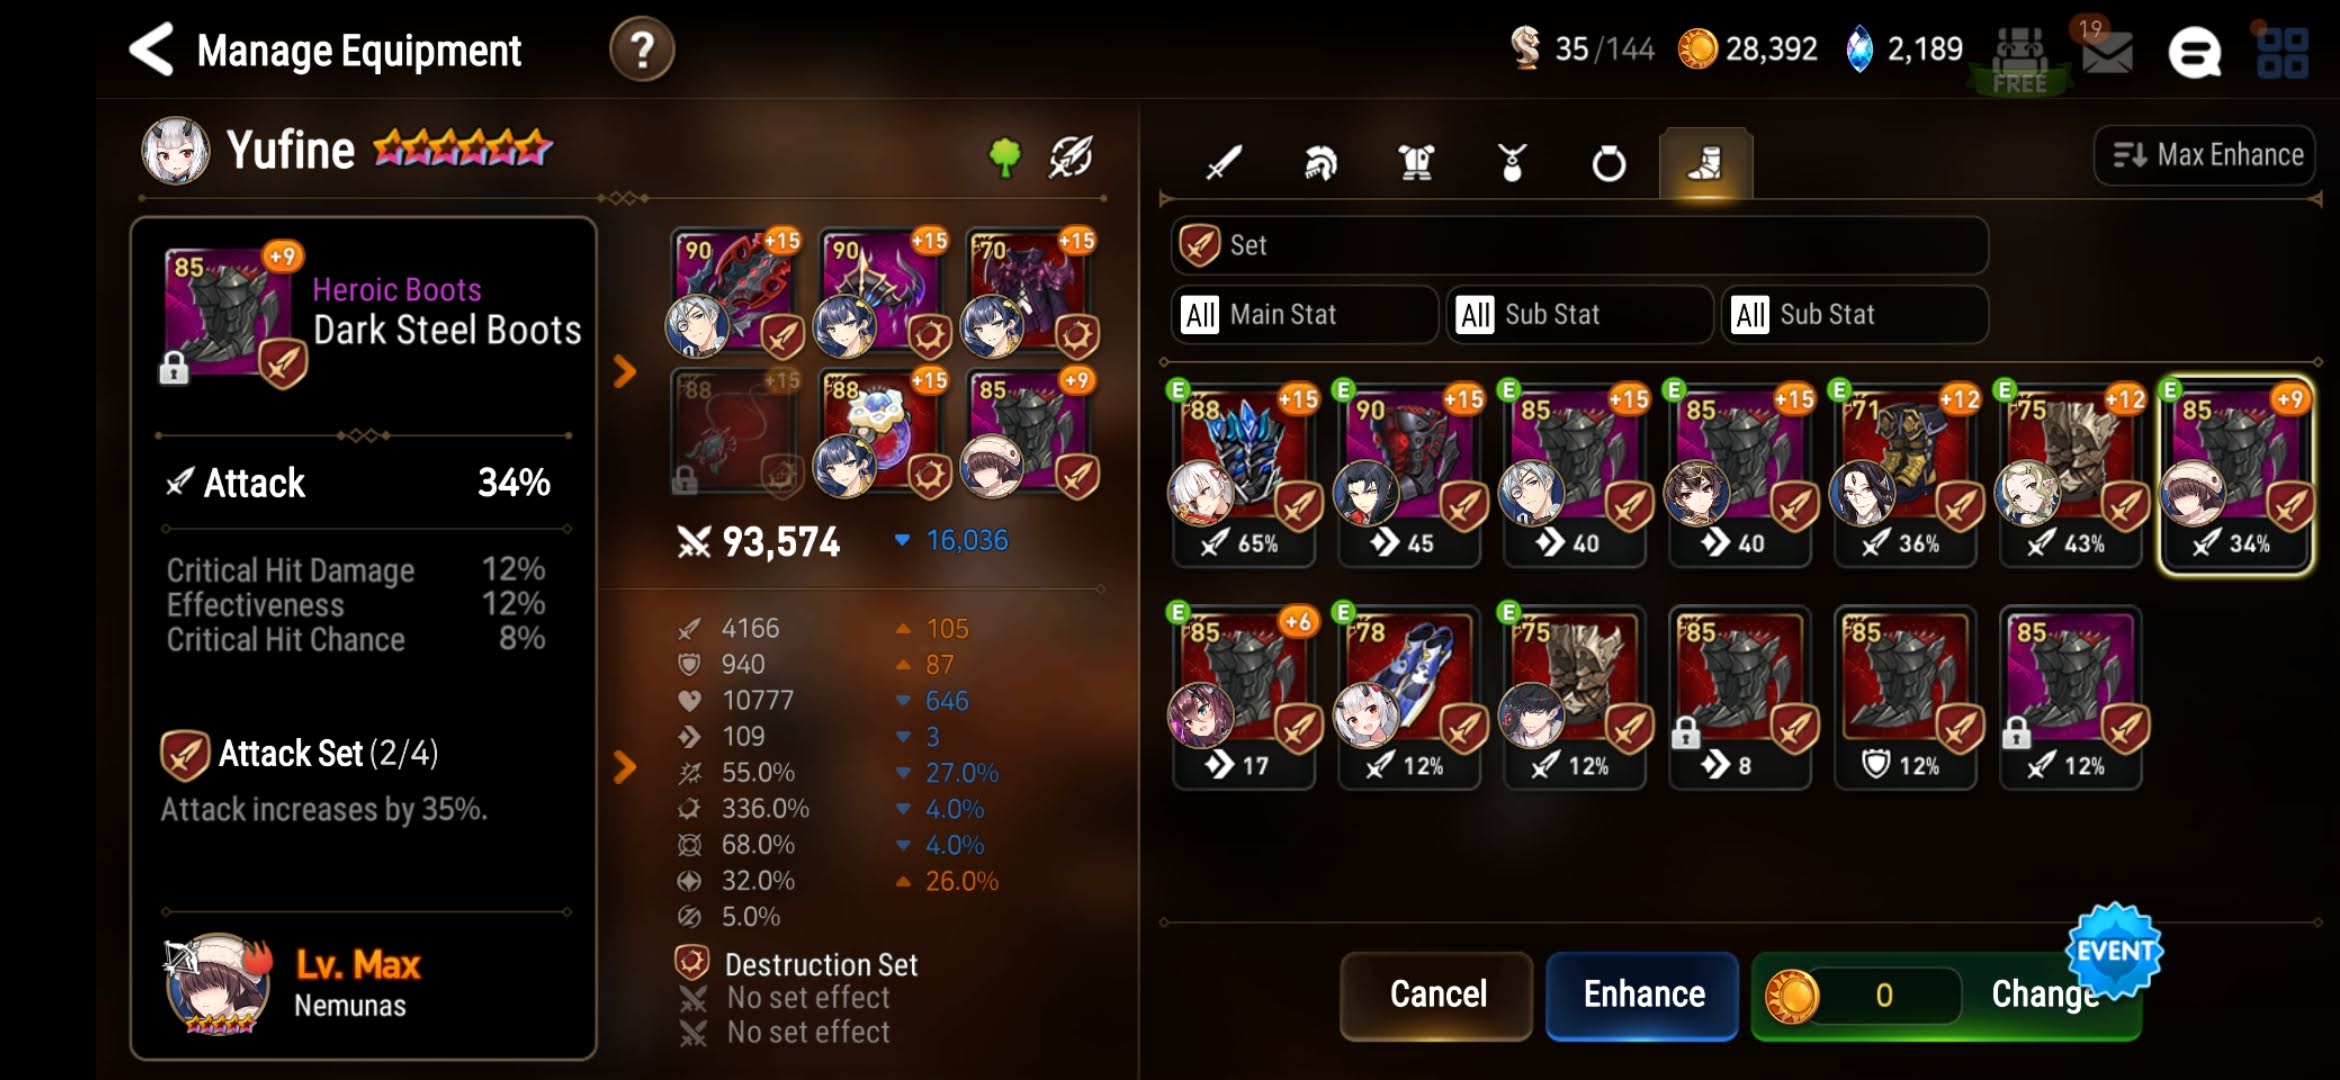 Manage Equipment
?
35/144
28,392
2,189
FREE
19
Yufine
Max Enhance
85
+9
Heroic Boots
Dark Steel Boots
Attack 34%
Critical Hit Damage 12%
Effectiveness 12%
Critical Hit Chance 8%
Attack Set (2/4)
Attack increases by 35%.
Lv. Max
Nemunas
90 +15
90 +15
70 +15
88 +15
88 +15
85 +9
93,574 16,036
4166 105
940 87
10777 646
109 3
55.0% 27.0%
336.0% 4.0%
68.0% 4.0%
32.0% 26.0%
5.0%
Destruction Set
No set effect
No set effect
Set
All Main Stat
All Sub Stat
All Sub Stat
E 88 +15
65%
E 90 +15
45
E 85 +15
40
E 85 +15
40
E 71 +12
36%
E 75 +12
43%
E 85 +9
34%
E 85 +6
17
E 78
12%
E 75
12%
85
8
85
12%
85
12%
Cancel
Enhance
0
Change
EVENT